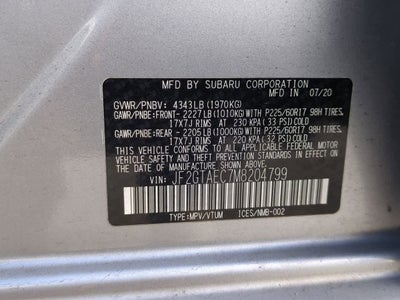 MFD. BY SUBARU CORPORATION 07/20
GVWR/PNBV: 4343LB (1970KG)
GAWR/PNBE:FRONT- 2227LB(1010KG)WITH P225/60R17 98H TIRES,
17X7J RIMS AT 230 KPA(33 PSI)COLD
GAWR/PNBE:REAR - 2205LB(1000KG)WITH P225/60R17 98H TIRES,
17X7J RIMS AT 220 KPA(32 PSI)COLD
THIS VEHICLE CONFORMS TO ALL APPLICABLE FEDERAL MOTOR
VEHICLE SAFETY AND THEFT PREVENTION STANDARDS IN EFFECT ON
THE DATE OF MANUFACTURE SHOWN ABOVE.
VIN: JF2GTAEC7M8204799
TYPE:MPV/VTUM ICES/NMB-002